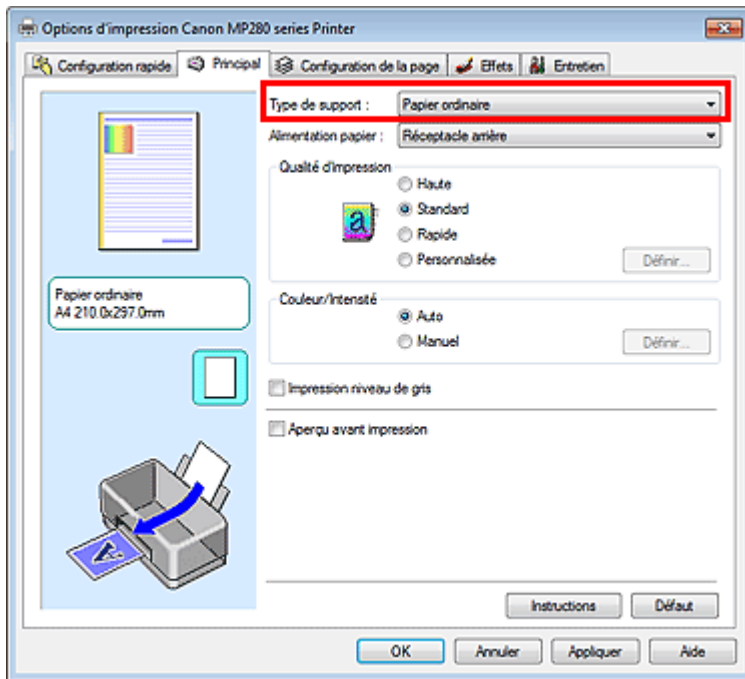 Options d'impression Canon MP280 series Printer
Configuration rapide Principal Configuration de la page Effets Entretien
Type de support : Papier ordinaire
Alimentation papier : Réceptacle arrière
Qualité d'impression
Haute
Standard
Rapide
Personnalisée Définir...
Papier ordinaire
A4 210.0x297.0mm
Couleur/Intensité
Auto
Manuel Définir...
Impression niveau de gris
Aperçu avant impression
Instructions Défaut
OK Annuler Appliquer Aide